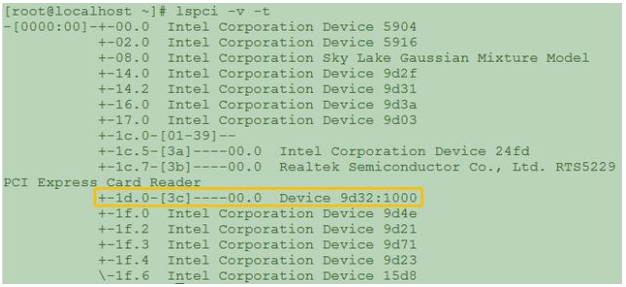 [root@localhost ~]# lspci -v -t
-[0000:00]-+-00.0  Intel Corporation Device 5904
           +-02.0  Intel Corporation Device 5916
           +-08.0  Intel Corporation Sky Lake Gaussian Mixture Model
           +-14.0  Intel Corporation Device 9d2f
           +-14.2  Intel Corporation Device 9d31
           +-16.0  Intel Corporation Device 9d3a
           +-17.0  Intel Corporation Device 9d03
           +-1c.0-[01-39]--
           +-1c.5-[3a]----00.0  Intel Corporation Device 24fd
           +-1c.7-[3b]----00.0  Realtek Semiconductor Co., Ltd. RTS5229
PCI Express Card Reader
           +-1d.0-[3c]----00.0  Device 9d32:1000
           +-1f.0  Intel Corporation Device 9d4e
           +-1f.2  Intel Corporation Device 9d21
           +-1f.3  Intel Corporation Device 9d71
           +-1f.4  Intel Corporation Device 9d23
           \-1f.6  Intel Corporation Device 15d8